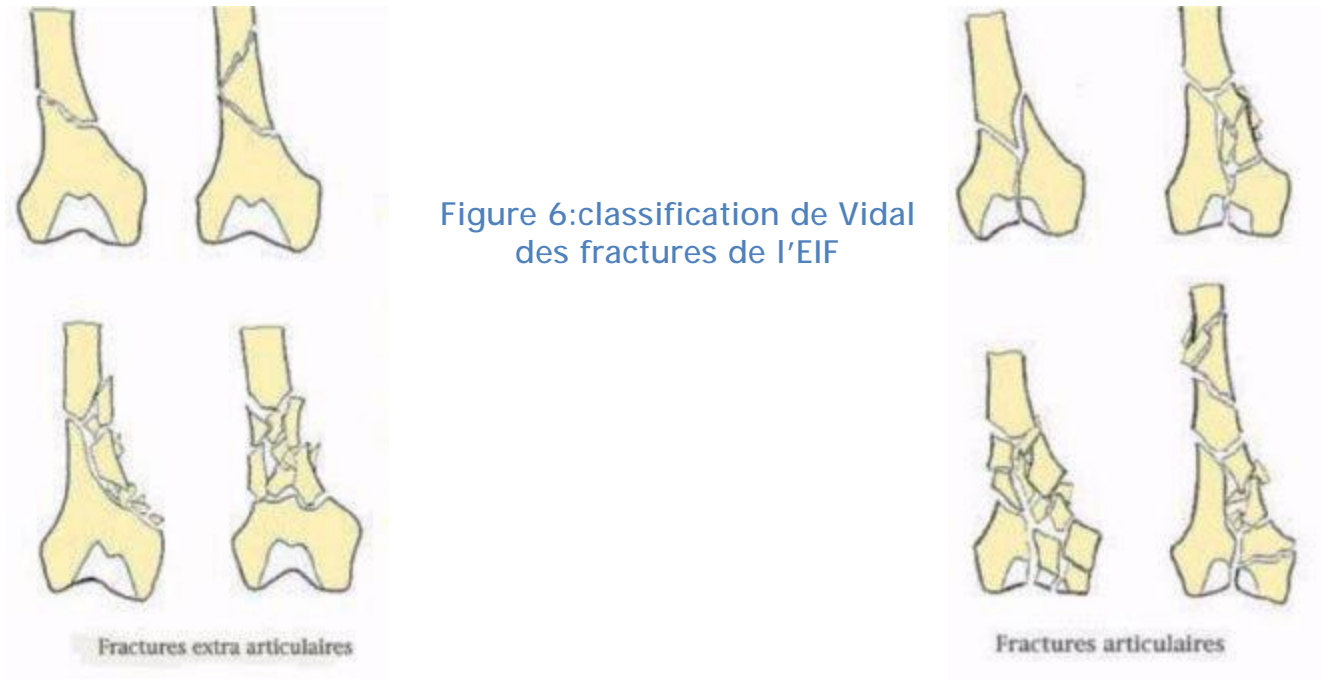 Figure 6:classification de Vidal
des fractures de l’EIF
Fractures extra articulaires
Fractures articulaires